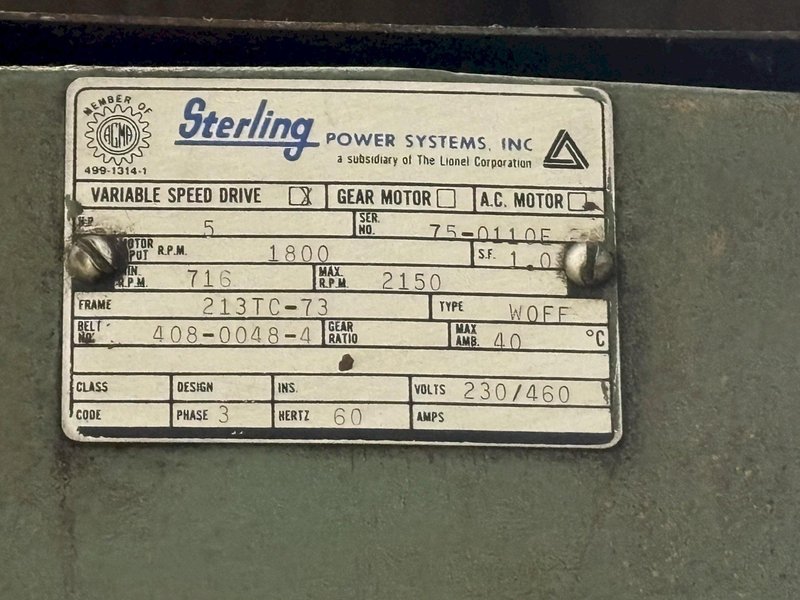 MEMBER OF
AGMA
499-1314-1
Sterling
POWER SYSTEMS, INC
a subsidiary of The Lionel Corporation
VARIABLE SPEED DRIVE X GEAR MOTOR A.C. MOTOR
H.P. 5 SER. NO. 75-0110E
R.P.M. 1800 S.F. 1.0
R.P.M. 716 MAX. R.P.M. 2150
FRAME 213TC-73 TYPE WOFF
BELT NO. 408-0048-4 GEAR RATIO MAX AMB. 40 °C
CLASS DESIGN INS. VOLTS 230/460
CODE PHASE 3 HERTZ 60 AMPS